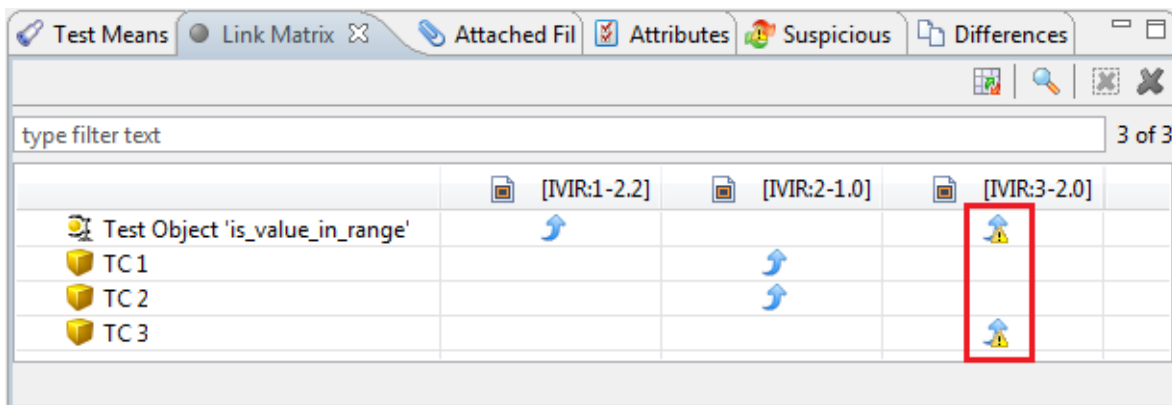 Test Means Link Matrix Attached Fil Attributes Suspicious Differences
type filter text 3 of 3
[IVIR:1-2.2] [IVIR:2-1.0] [IVIR:3-2.0]
Test Object 'is_value_in_range'
TC 1
TC 2
TC 3